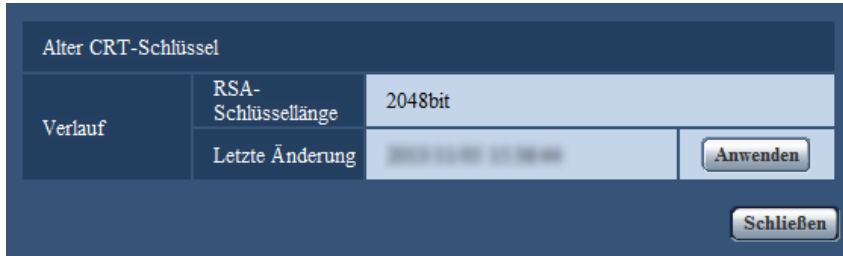 Alter CRT-Schlüssel
Verlauf
RSA-
Schlüssellänge
2048bit
Letzte Änderung
Anwenden
Schließen